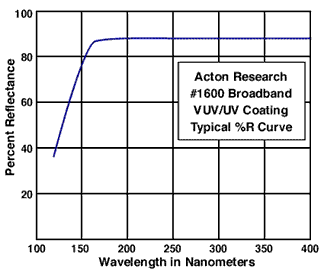 100
80
60
40
20
Percent Reflectance
Acton Research
#1600 Broadband
VUV/UV Coating
Typical %R Curve
100 150 200 250 300 350 400
Wavelength in Nanometers